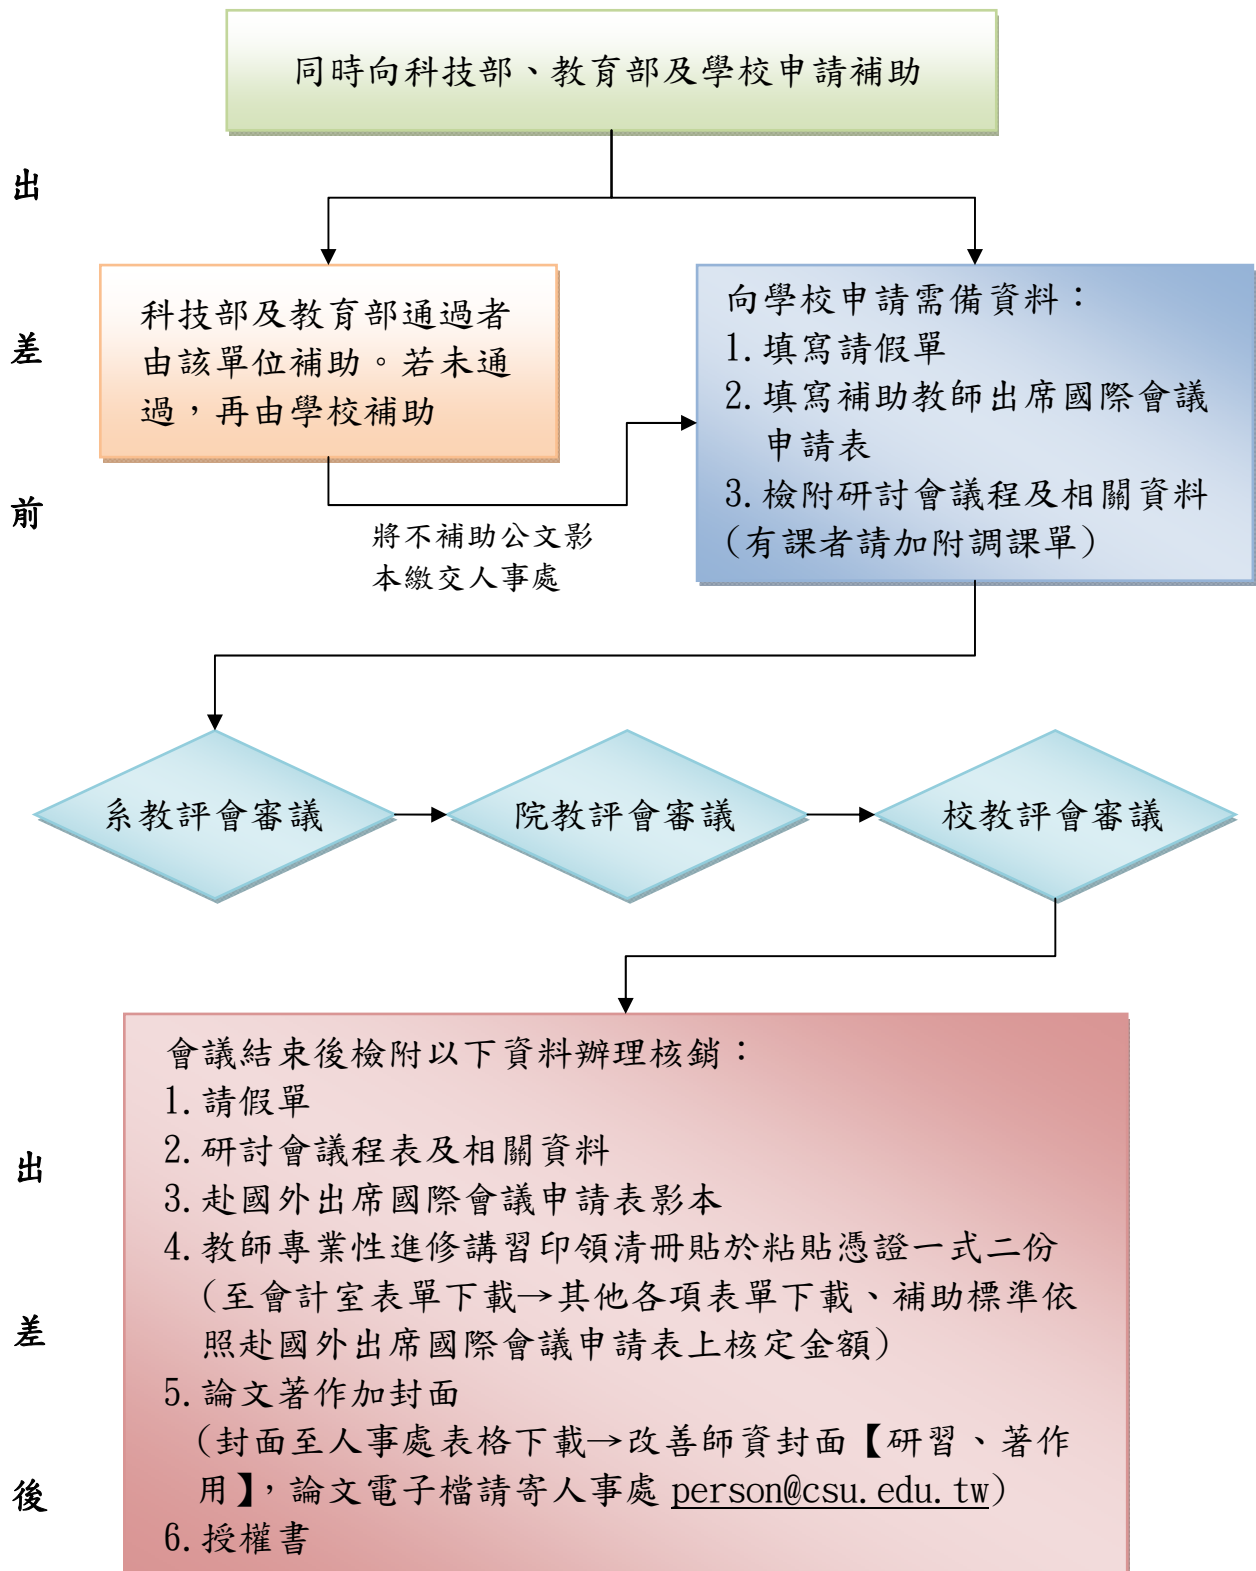 同時向科技部、教育部及學校申請補助
出
差
前
科技部及教育部通過者
由該單位補助。若未通
過，再由學校補助
向學校申請需備資料：
1.填寫請假單
2.填寫補助教師出席國際會議
申請表
3.檢附研討會議程及相關資料
(有課者請加附調課單)
將不補助公文影
本繳交人事處
系教評會審議
院教評會審議
校教評會審議
出
差
後
會議結束後檢附以下資料辦理核銷：
1.請假單
2.研討會議程表及相關資料
3.赴國外出席國際會議申請表影本
4.教師專業性進修講習印領清冊貼於粘貼憑證一式二份
(至會計室表單下載→其他各項表單下載、補助標準依
照赴國外出席國際會議申請表上核定金額)
5.論文著作加封面
(封面至人事處表格下載→改善師資封面【研習、著作
用】，論文電子檔請寄人事處 person@csu.edu.tw)
6.授權書